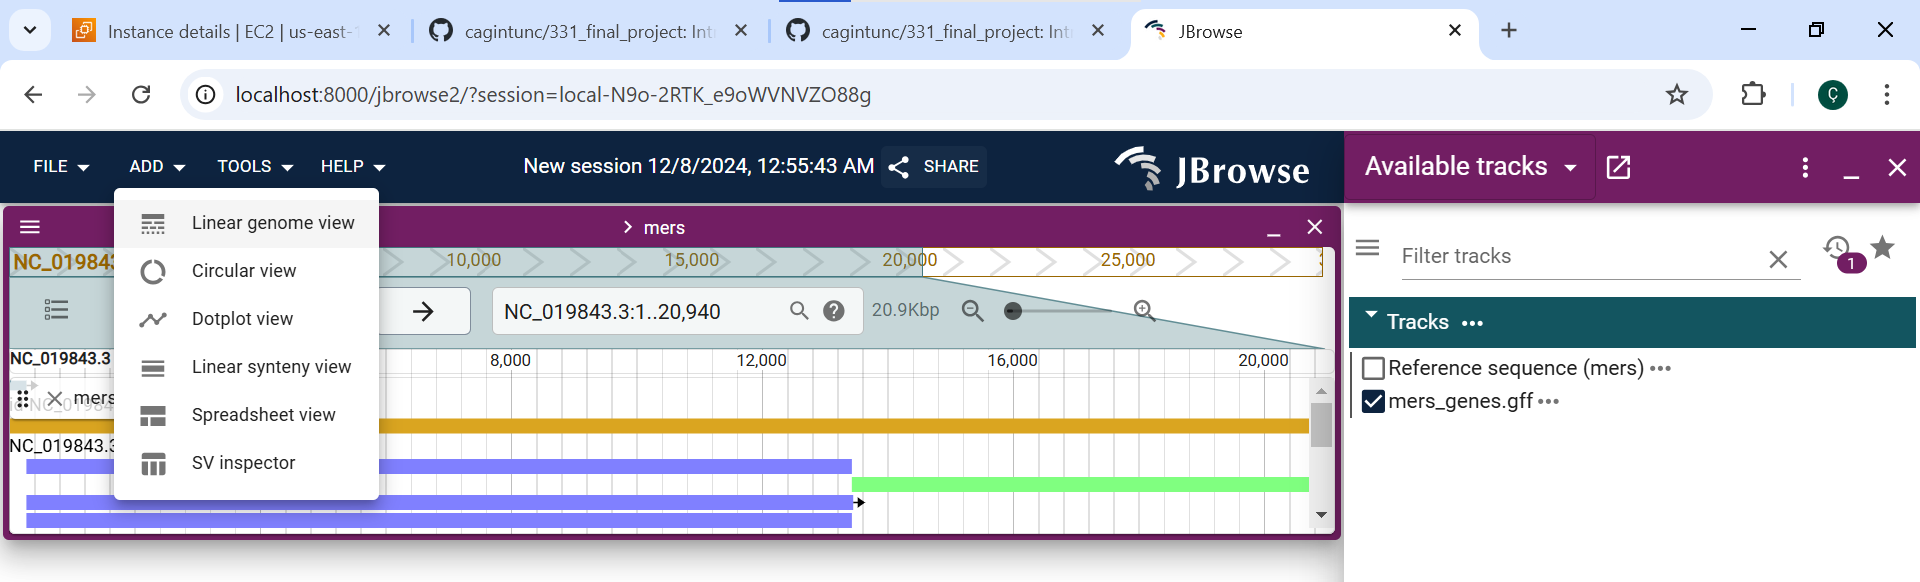 Instance details | EC2 | us-east-1
cagintunc/331_final_project: Int
cagintunc/331_final_project: Int
JBrowse
localhost:8000/jbrowse2/?session=local-N9o-2RTK_e9oWVNVZO88g
Ç
FILE ADD TOOLS HELP
New session 12/8/2024, 12:55:43 AM
SHARE
JBrowse
Available tracks
Linear genome view
Circular view
Dotplot view
Linear synteny view
Spreadsheet view
SV inspector
mers
NC_01984 10,000 15,000 20,000 25,000
NC_019843.3:1..20,940
20.9Kbp
NC_019843.3 8,000 12,000 16,000 20,000
mers
NC_019843.3
Filter tracks
1
Tracks
Reference sequence (mers)
mers_genes.gff